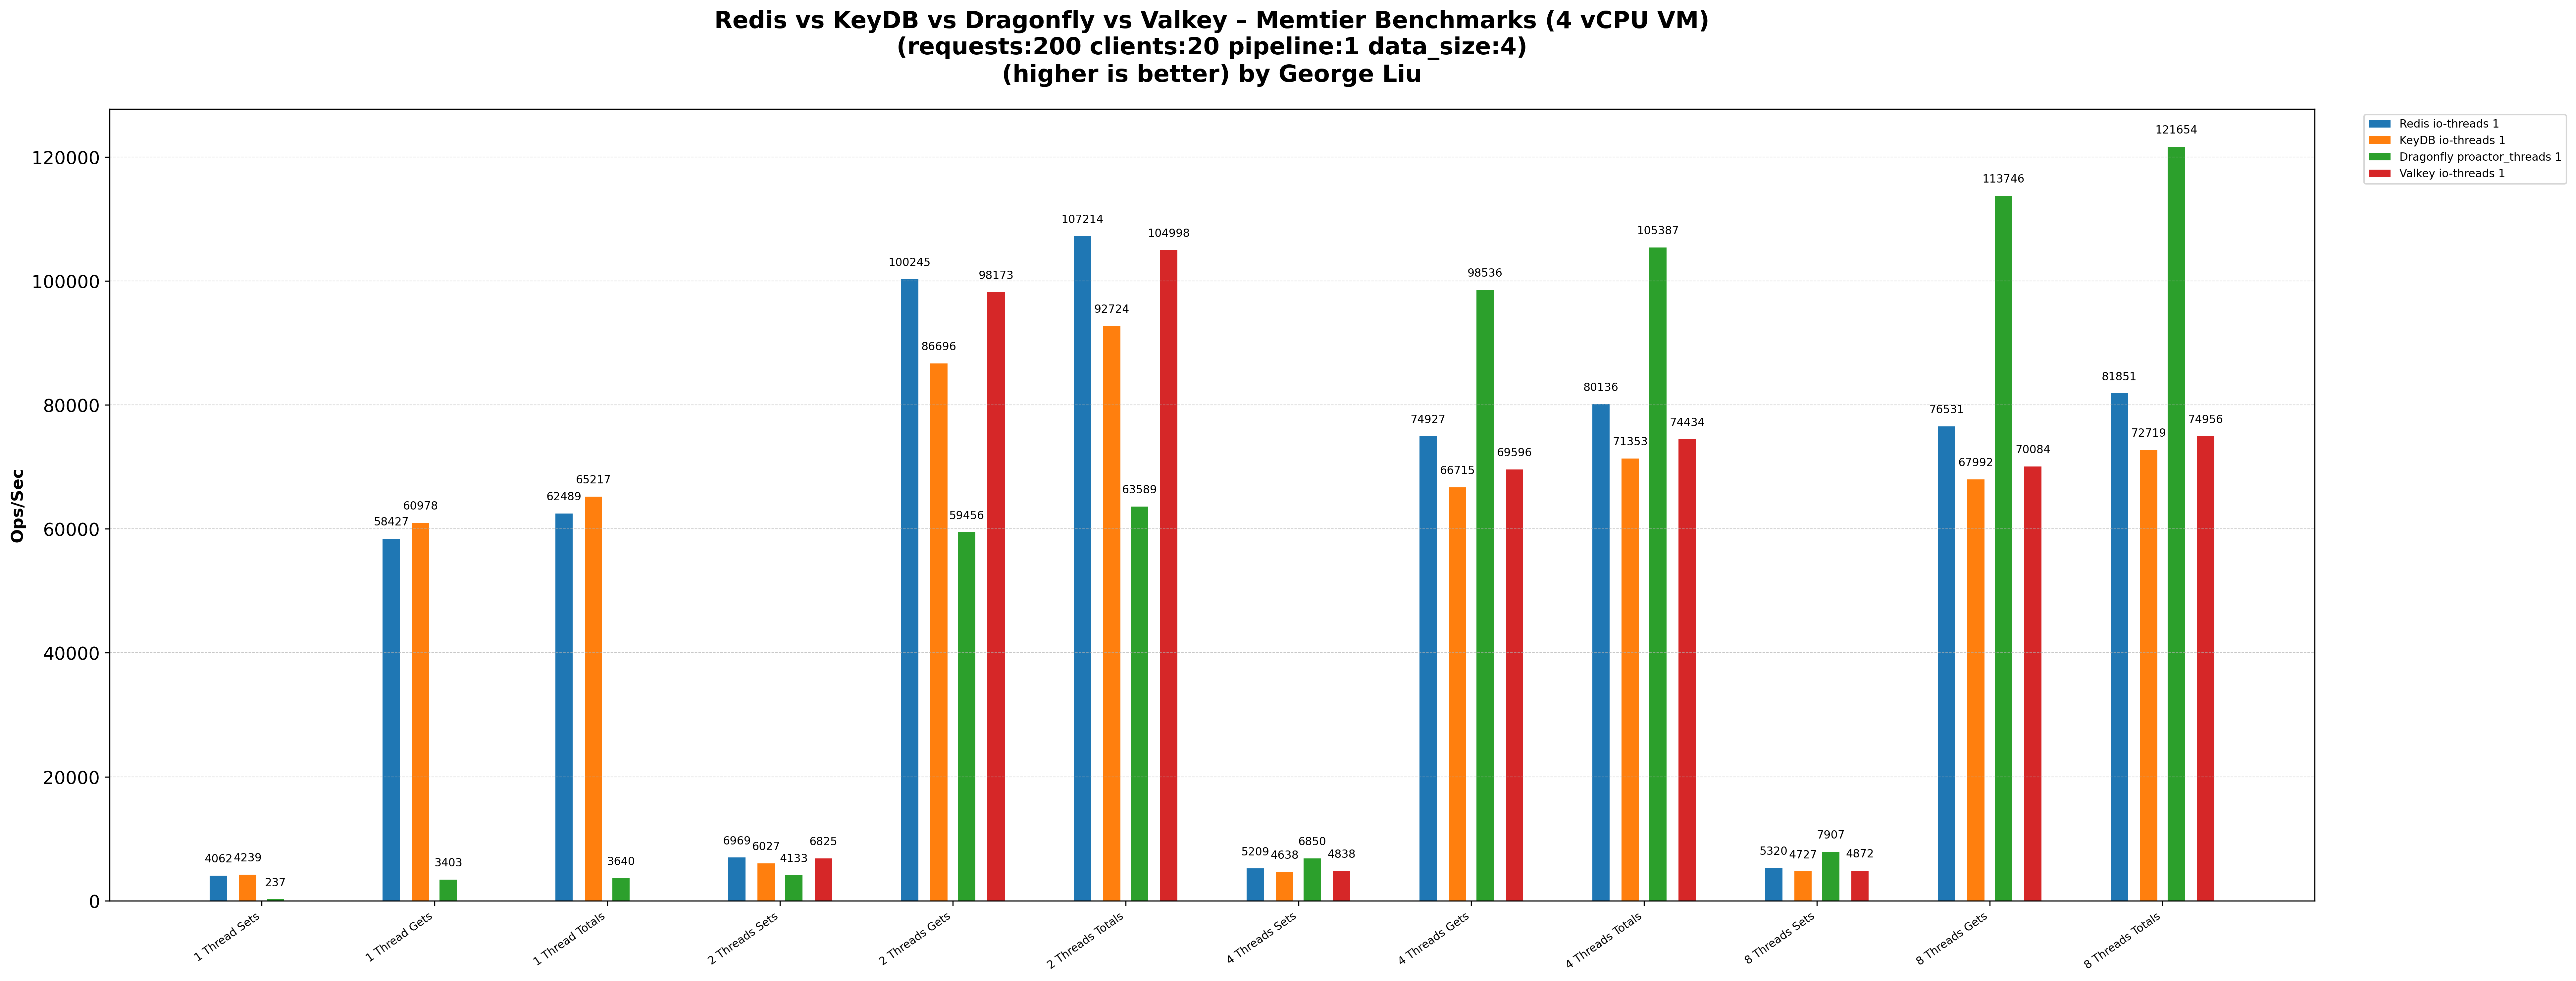 Redis vs KeyDB vs Dragonfly vs Valkey – Memtier Benchmarks (4 vCPU VM)
(requests:200 clients:20 pipeline:1 data_size:4)
(higher is better) by George Liu
Redis io-threads 1
KeyDB io-threads 1
Dragonfly proactor_threads 1
Valkey io-threads 1
Ops/Sec
120000
100000
80000
60000
40000
20000
0
4062
4239
237
58427
60978
3403
62489
65217
3640
6969
6027
4133
6825
100245
86696
59456
98173
107214
92724
63589
104998
5209
4638
6850
4838
74927
66715
98536
69596
80136
71353
105387
74434
5320
4727
7907
4872
76531
67992
113746
70084
81851
72719
121654
74956
1 Thread Sets
1 Thread Gets
1 Thread Totals
2 Threads Sets
2 Threads Gets
2 Threads Totals
4 Threads Sets
4 Threads Gets
4 Threads Totals
8 Threads Sets
8 Threads Gets
8 Threads Totals